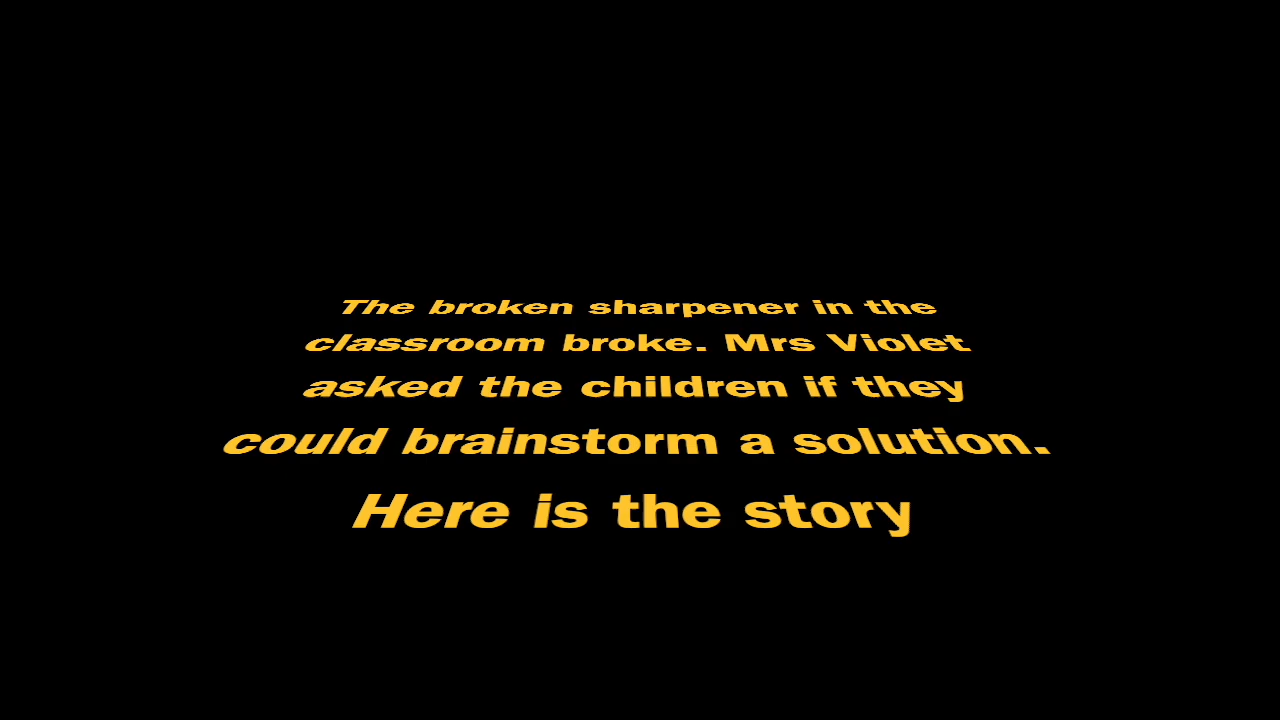 The broken sharpener in the
classroom broke. Mrs Violet
asked the children if they
could brainstorm a solution.
Here is the story